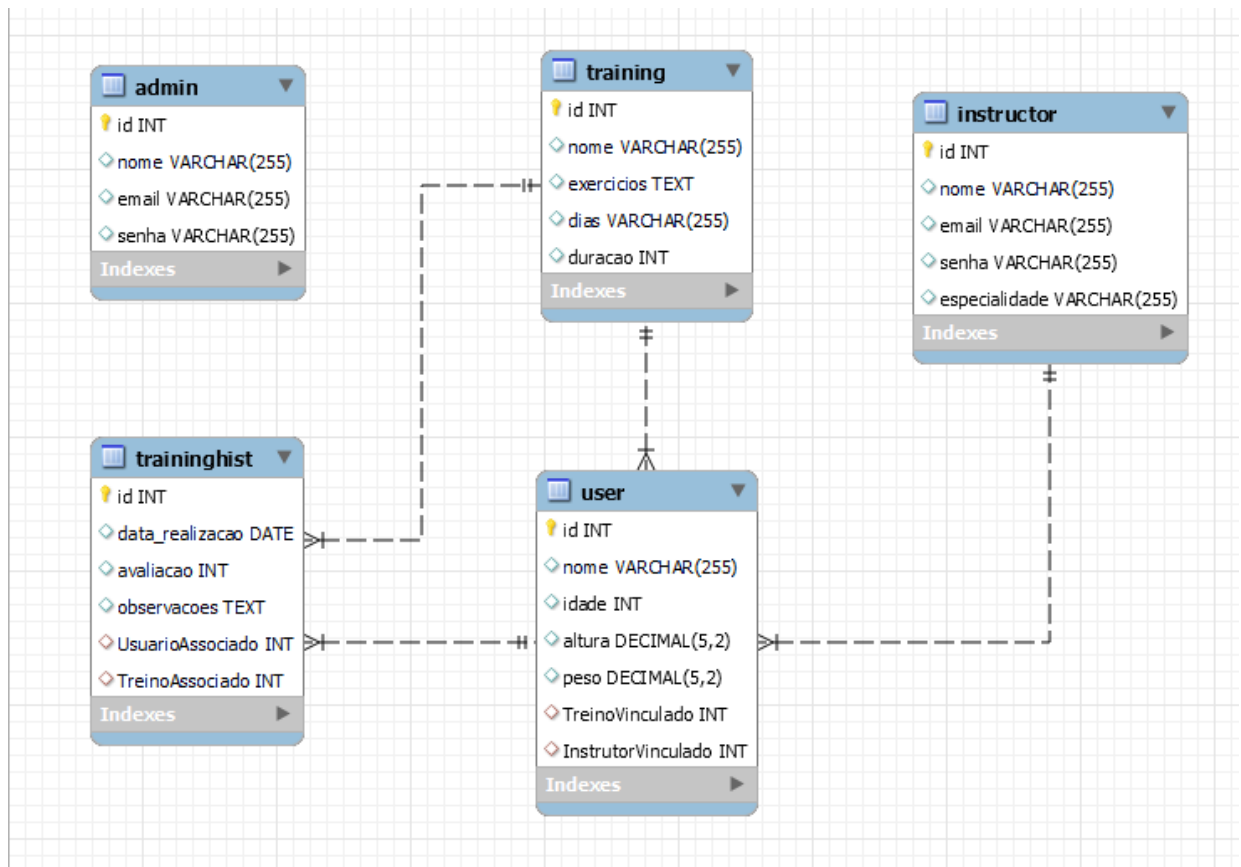 admin
id INT
nome VARCHAR(255)
email VARCHAR(255)
senha VARCHAR(255)
Indexes
training
id INT
nome VARCHAR(255)
exercicios TEXT
dias VARCHAR(255)
duracao INT
Indexes
instructor
id INT
nome VARCHAR(255)
email VARCHAR(255)
senha VARCHAR(255)
especialidade VARCHAR(255)
Indexes
traininghist
id INT
data_realizacao DATE
avaliacao INT
observacoes TEXT
UsuarioAssociado INT
TreinoAssociado INT
Indexes
user
id INT
nome VARCHAR(255)
idade INT
altura DECIMAL(5,2)
peso DECIMAL(5,2)
TreinoVinculado INT
InstrutorVinculado INT
Indexes